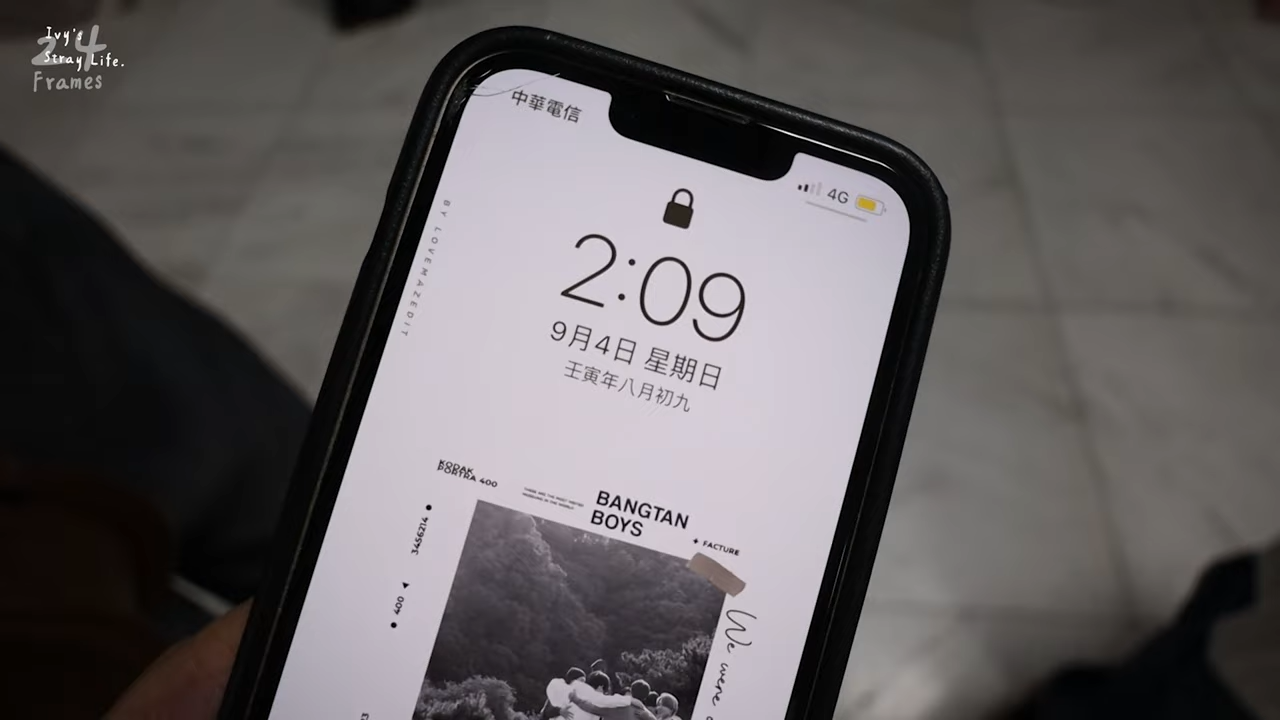 Ivy's
24
Stray Life.
Frames
中華電信
4G
BY LOVEMAZEDIT
2:09
9月4日 星期日
壬寅年八月初九
KODAK
PORTRA 400
BANGTAN
BOYS
+ FACTURE
3456214
400
We were